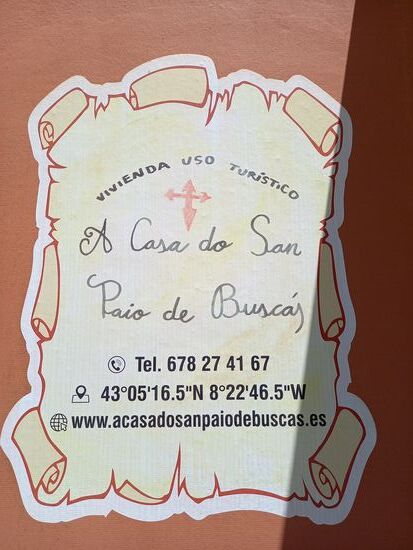 VIVIENDA USO TURÍSTICO
A Casa do San
Paio de Buscás
Tel. 678 27 41 67
43°05'16.5"N 8°22'46.5"W
www.acasadosanpaiodebuscas.es